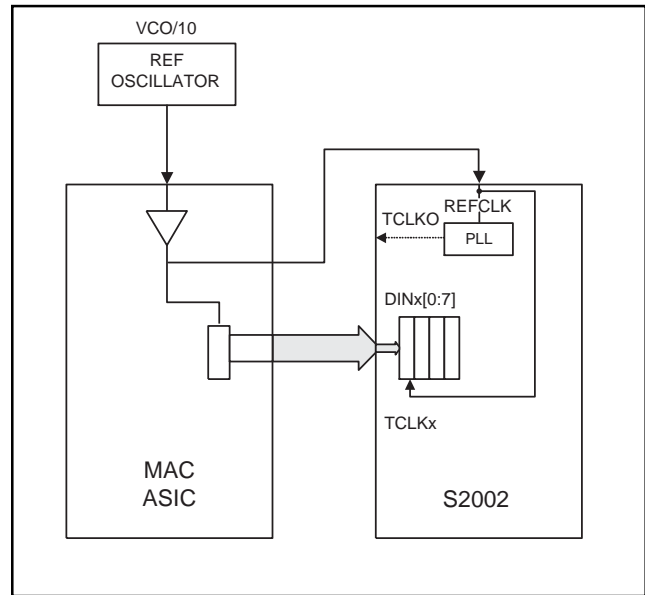 VCO/10
REF
OSCILLATOR
REFCLK
TCLKO
PLL
DINx[0:7]
TCLKx
MAC
ASIC
S2002